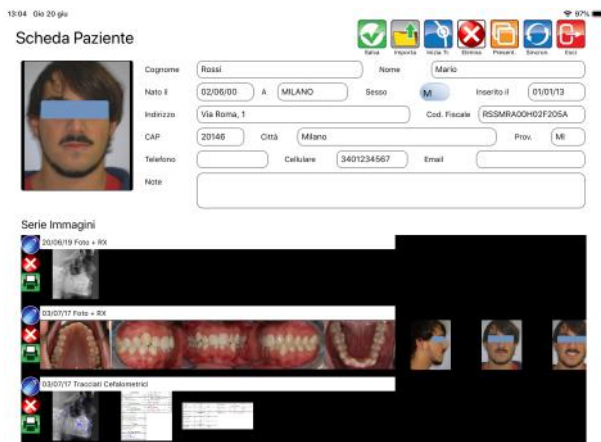 13:04 Gio 20 giu 97%
Scheda Paziente
Salva Importa Inizia Tr. Elimina Presenti Sincron. Esci
Cognome Rossi Nome Mario
Nato il 02/06/00 A MILANO Sesso M Inserito il 01/01/13
Indirizzo Via Roma, 1 Cod. Fiscale RSSMRA00H02F205A
CAP 20146 Città Milano Prov. MI
Telefono Cellulare 3401234567 Email
Note
Serie Immagini
20/06/19 Foto + RX
03/07/17 Foto + RX
03/07/17 Tracciati Cefalometrici